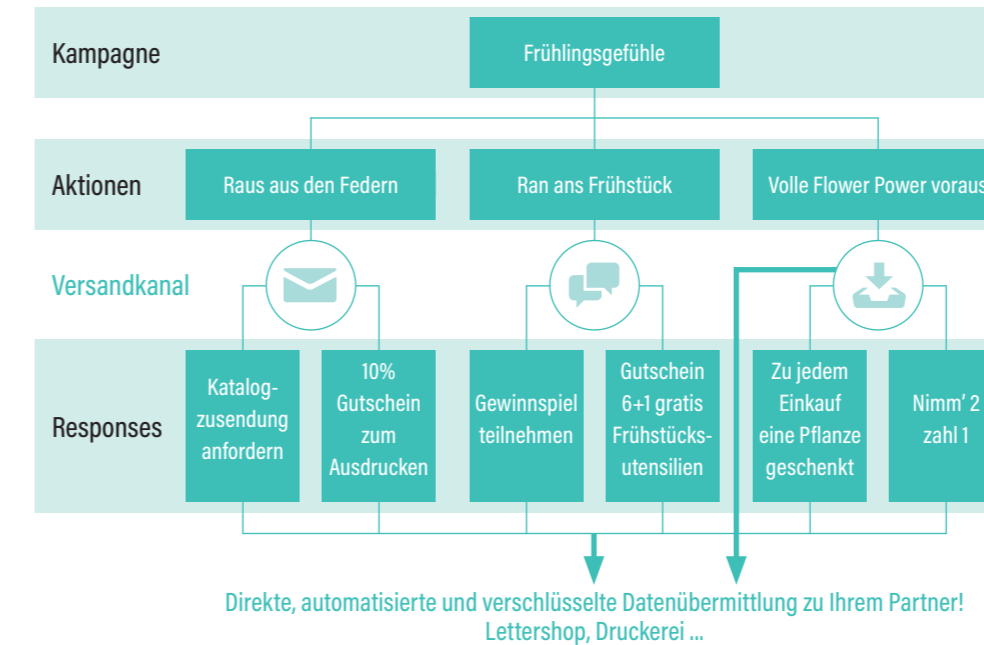 Kampagne
Frühlingsgefühle
Aktionen
Raus aus den Federn
Ran ans Frühstück
Volle Flower Power voraus
Versandkanal
Responses
Katalog-
zusendung
anfordern
10%
Gutschein
zum
Ausdrucken
Gewinnspiel
teilnehmen
Gutschein
6+1 gratis
Frühstücks-
utensilien
Zu jedem
Einkauf
eine Pflanze
geschenkt
Nimm’ 2
zahl 1
Direkte, automatisierte und verschlüsselte Datenübermittlung zu Ihrem Partner!
Lettershop, Druckerei ...